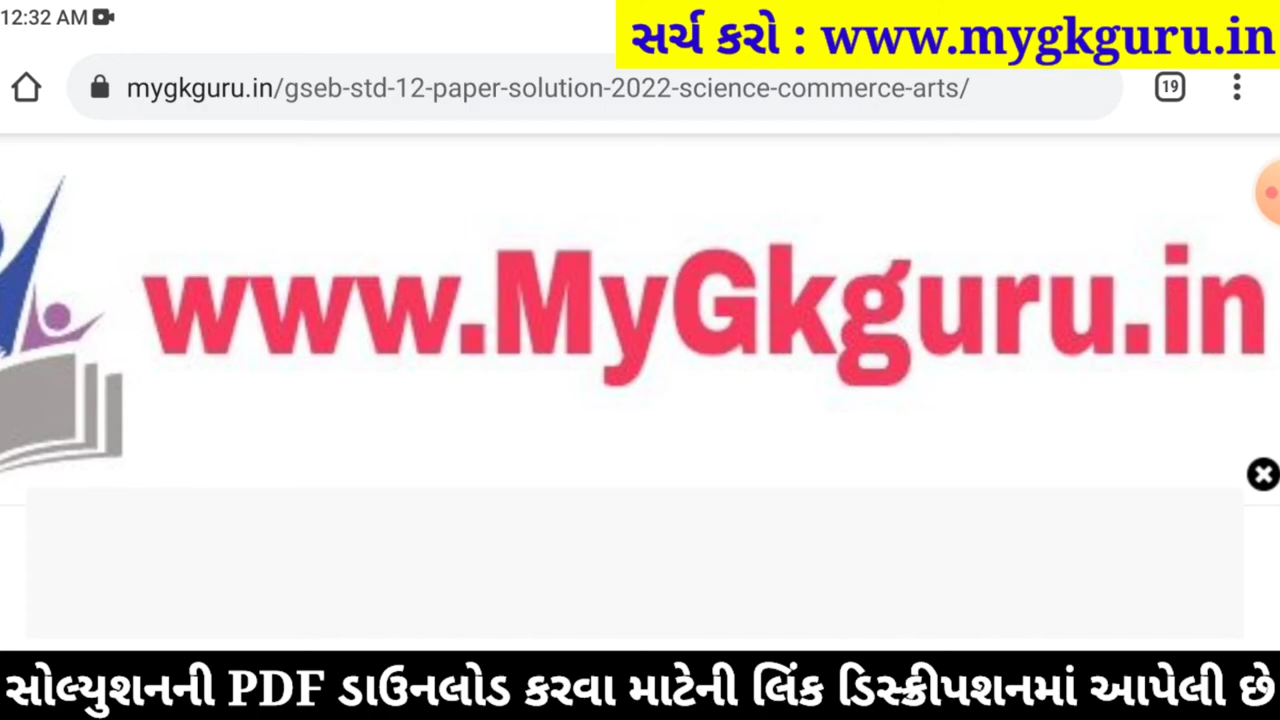 12:32 AM
સર્ચ કરો : www.mygkguru.in
mygkguru.in/gseb-std-12-paper-solution-2022-science-commerce-arts/
19
www.MyGkguru.in
સોલ્યુશનની PDF ડાઉનલોડ કરવા માટેની લિંક ડિસ્ક્રીપશનમાં આપેલી છે